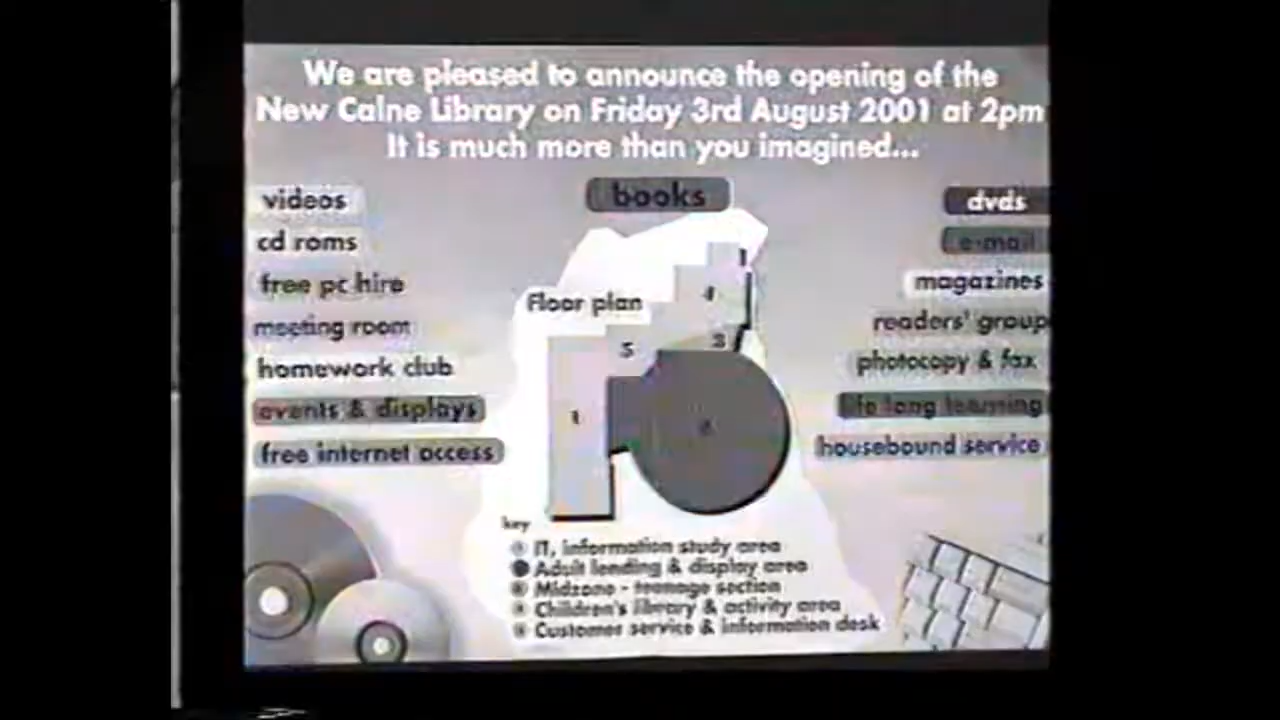 We are pleased to announce the opening of the
New Calne Library on Friday 3rd August 2001 at 2pm
It is much more than you imagined...
books
videos
cd roms
free pc hire
meeting room
homework club
events & displays
free internet access
dvds
e-mail
magazines
readers' group
photocopy & fax
life long learning
housebound service
Floor plan
1
4
3
5
1
2
key
1 IT, information study area
Adult lending & display area
Midzone - teenage section
Children's library & activity area
Customer service & information desk